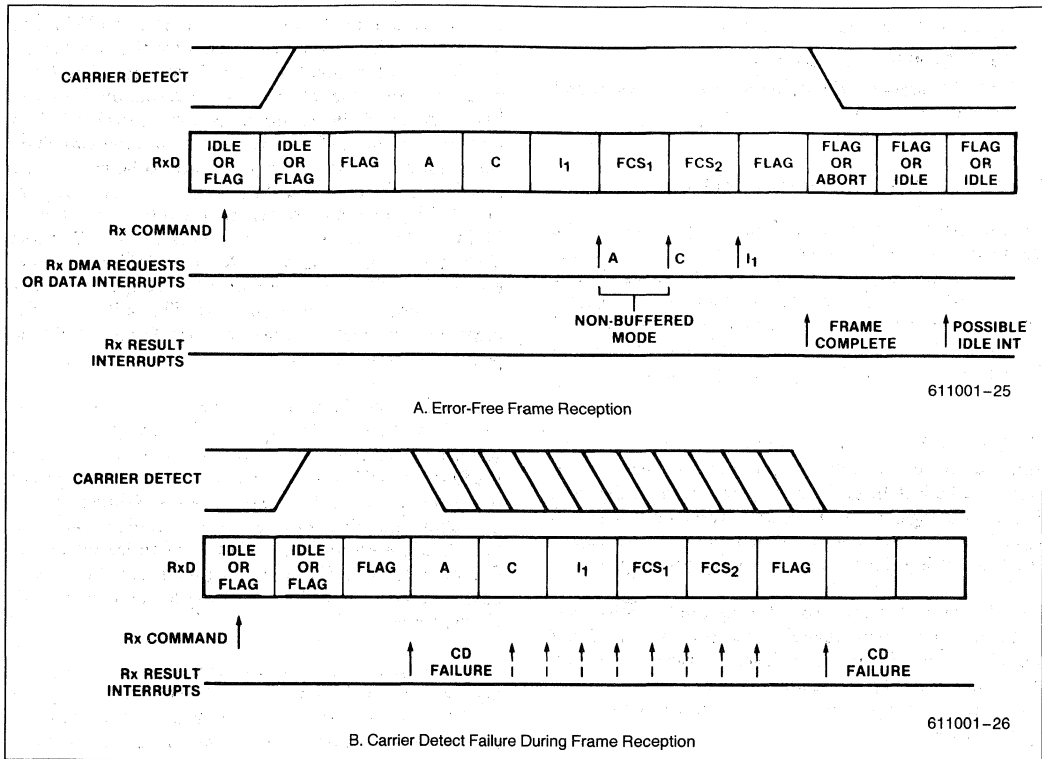 CARRIER DETECT
RxD
IDLE OR FLAG
IDLE OR FLAG
FLAG
A
C
I₁
FCS₁
FCS₂
FLAG
FLAG OR ABORT
FLAG OR IDLE
FLAG OR IDLE
Rx COMMAND
Rx DMA REQUESTS
OR DATA INTERRUPTS
A
C
I₁
NON-BUFFERED
MODE
Rx RESULT
INTERRUPTS
FRAME
COMPLETE
POSSIBLE
IDLE INT
611001-25
A. Error-Free Frame Reception
CARRIER DETECT
RxD
IDLE OR FLAG
IDLE OR FLAG
FLAG
A
C
I₁
FCS₁
FCS₂
FLAG
Rx COMMAND
Rx RESULT
INTERRUPTS
CD
FAILURE
CD
FAILURE
611001-26
B. Carrier Detect Failure During Frame Reception